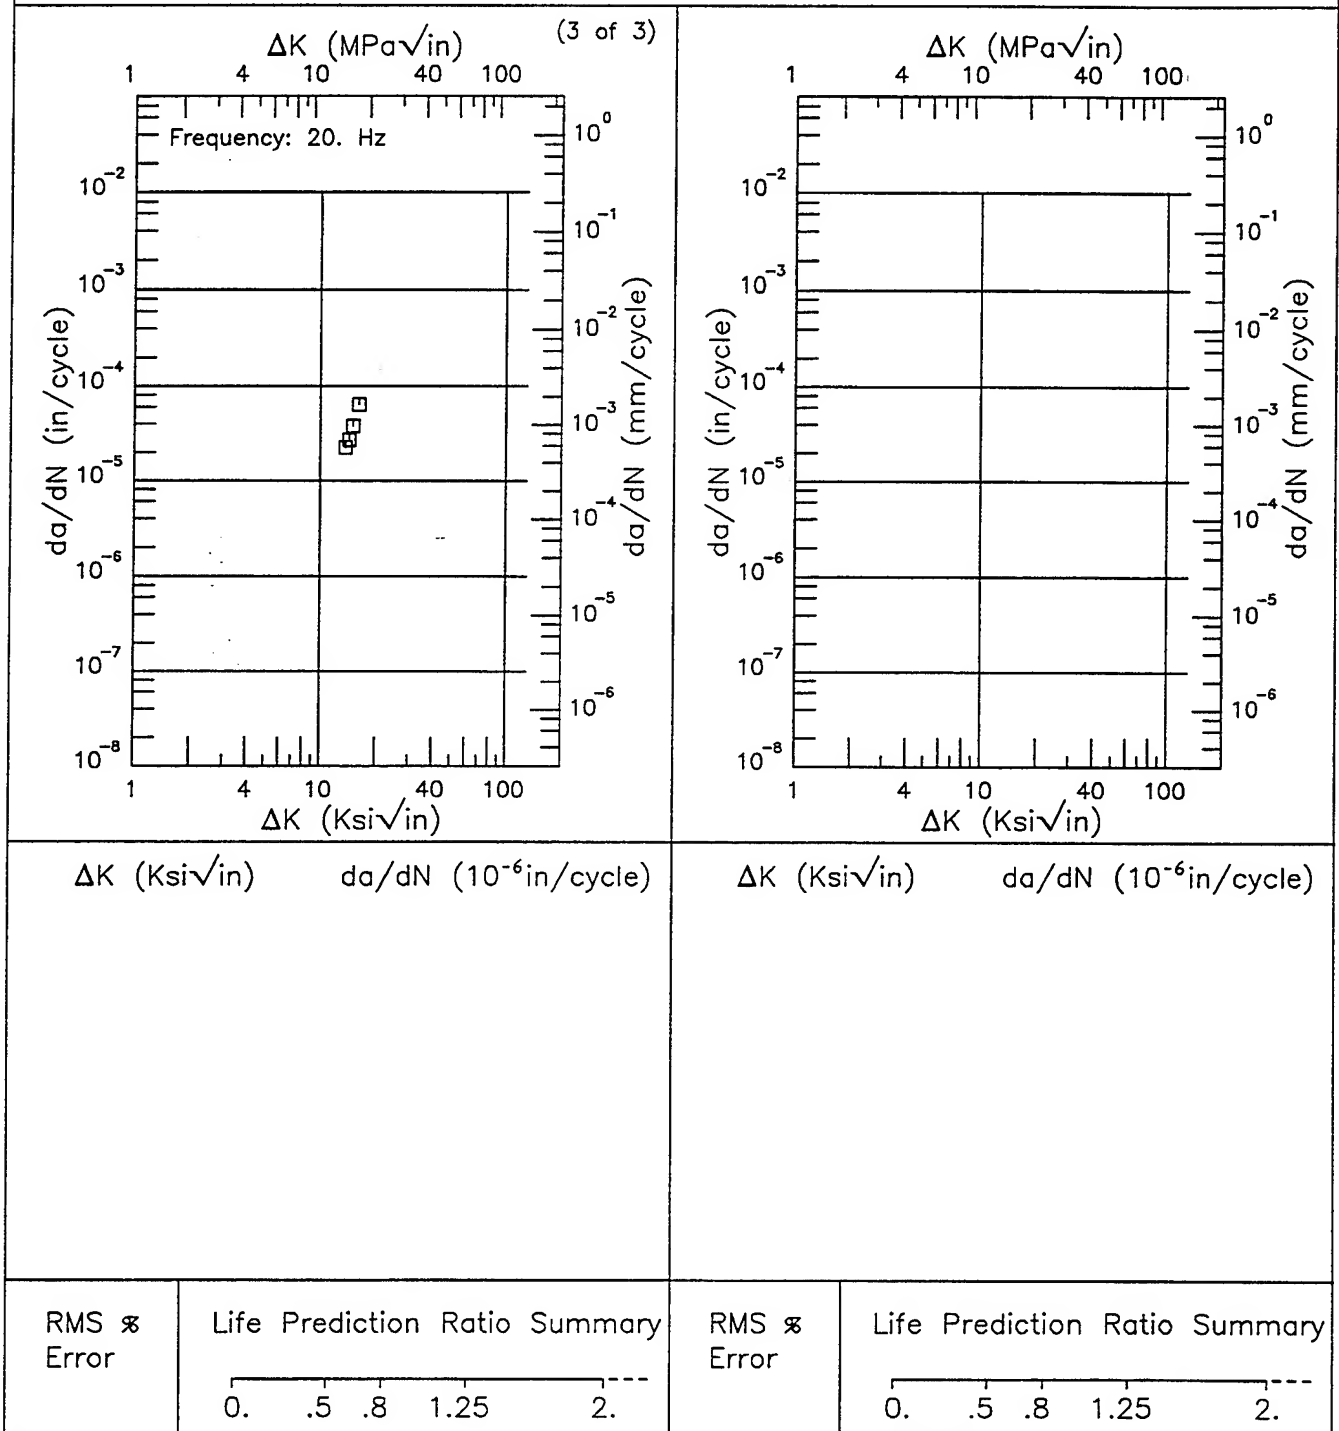 (3 of 3)
ΔK (MPa√in)
1 4 10 40 100
Frequency: 20. Hz
da/dN (in/cycle)
10⁻²
10⁻³
10⁻⁴
10⁻⁵
10⁻⁶
10⁻⁷
10⁻⁸
10⁰
10⁻¹
10⁻²
10⁻³
10⁻⁴
10⁻⁵
10⁻⁶
da/dN (mm/cycle)
1 4 10 40 100
ΔK (Ksi√in)
ΔK (Ksi√in) da/dN (10⁻⁶in/cycle)
RMS %
Error
Life Prediction Ratio Summary
0. .5 .8 1.25 2.
ΔK (MPa√in)
1 4 10 40 100
da/dN (in/cycle)
10⁻²
10⁻³
10⁻⁴
10⁻⁵
10⁻⁶
10⁻⁷
10⁻⁸
10⁰
10⁻¹
10⁻²
10⁻³
10⁻⁴
10⁻⁵
10⁻⁶
da/dN (mm/cycle)
1 4 10 40 100
ΔK (Ksi√in)
ΔK (Ksi√in) da/dN (10⁻⁶in/cycle)
RMS %
Error
Life Prediction Ratio Summary
0. .5 .8 1.25 2.